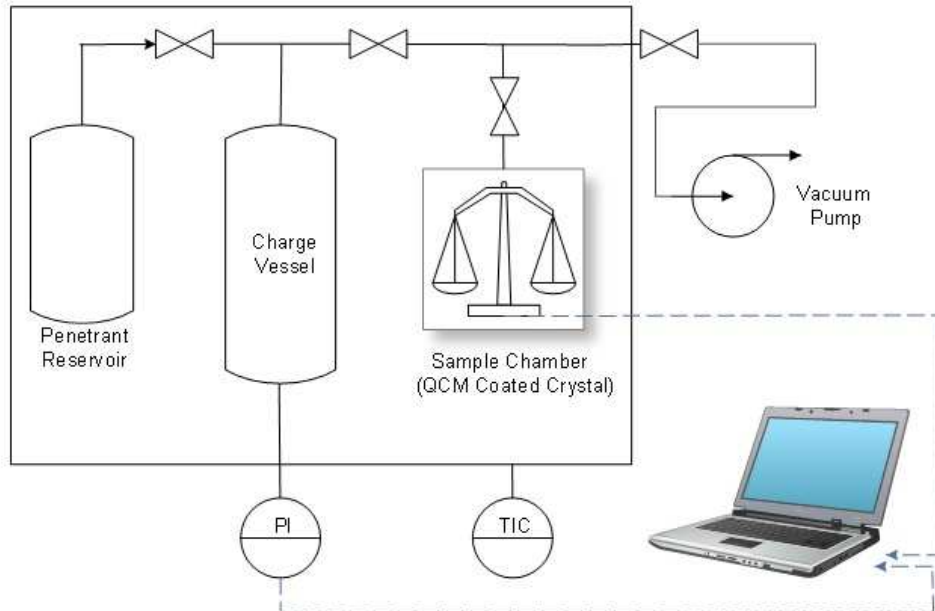 Charge
Vessel
Vacuum
Pump
Penetrant
Reservoir
Sample Chamber
(QCM Coated Crystal)
PI
TIC